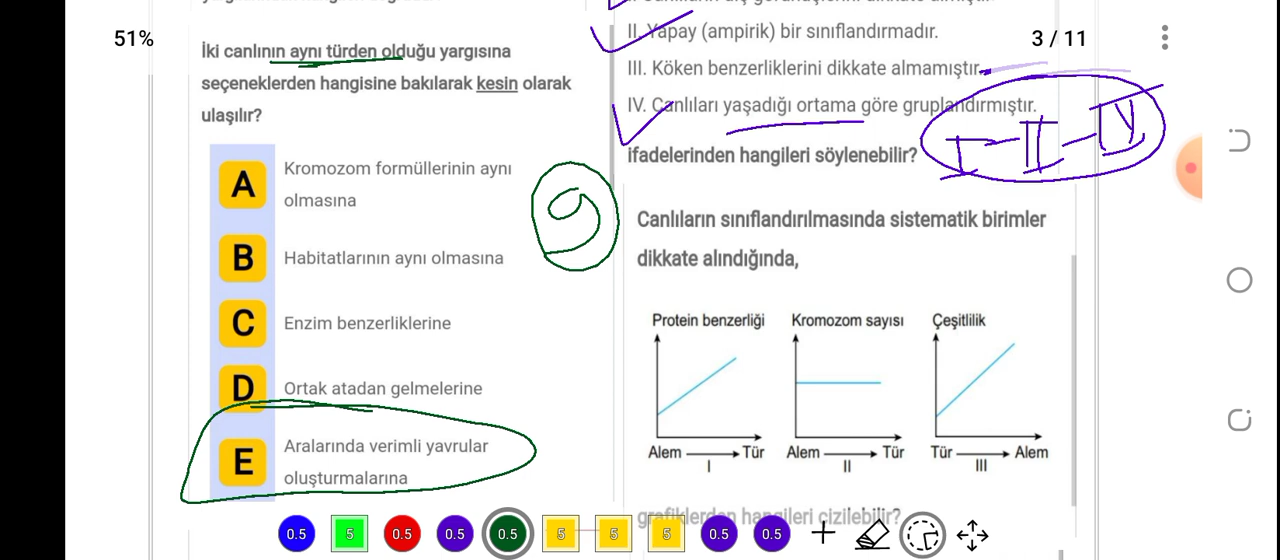 51%
3 / 11
İki canlının aynı türden olduğu yargısına
seçeneklerden hangisine bakılarak kesin olarak
ulaşılır?
A Kromozom formüllerinin aynı
olmasına
B Habitatlarının aynı olmasına
C Enzim benzerliklerine
D Ortak atadan gelmelerine
E Aralarında verimli yavrular
oluşturmalarına
9
II. Yapay (ampirik) bir sınıflandırmadır.
III. Köken benzerliklerini dikkate almamıştır.
IV. Canlıları yaşadığı ortama göre gruplandırmıştır.
I - II - IV
ifadelerinden hangileri söylenebilir?
Canlıların sınıflandırılmasında sistematik birimler
dikkate alındığında,
Protein benzerliği Kromozom sayısı Çeşitlilik
Alem Tür Alem Tür Tür Alem
I II III
grafiklerden hangileri çizilebilir?
0.5 5 0.5 0.5 0.5 5 5 5 0.5 0.5